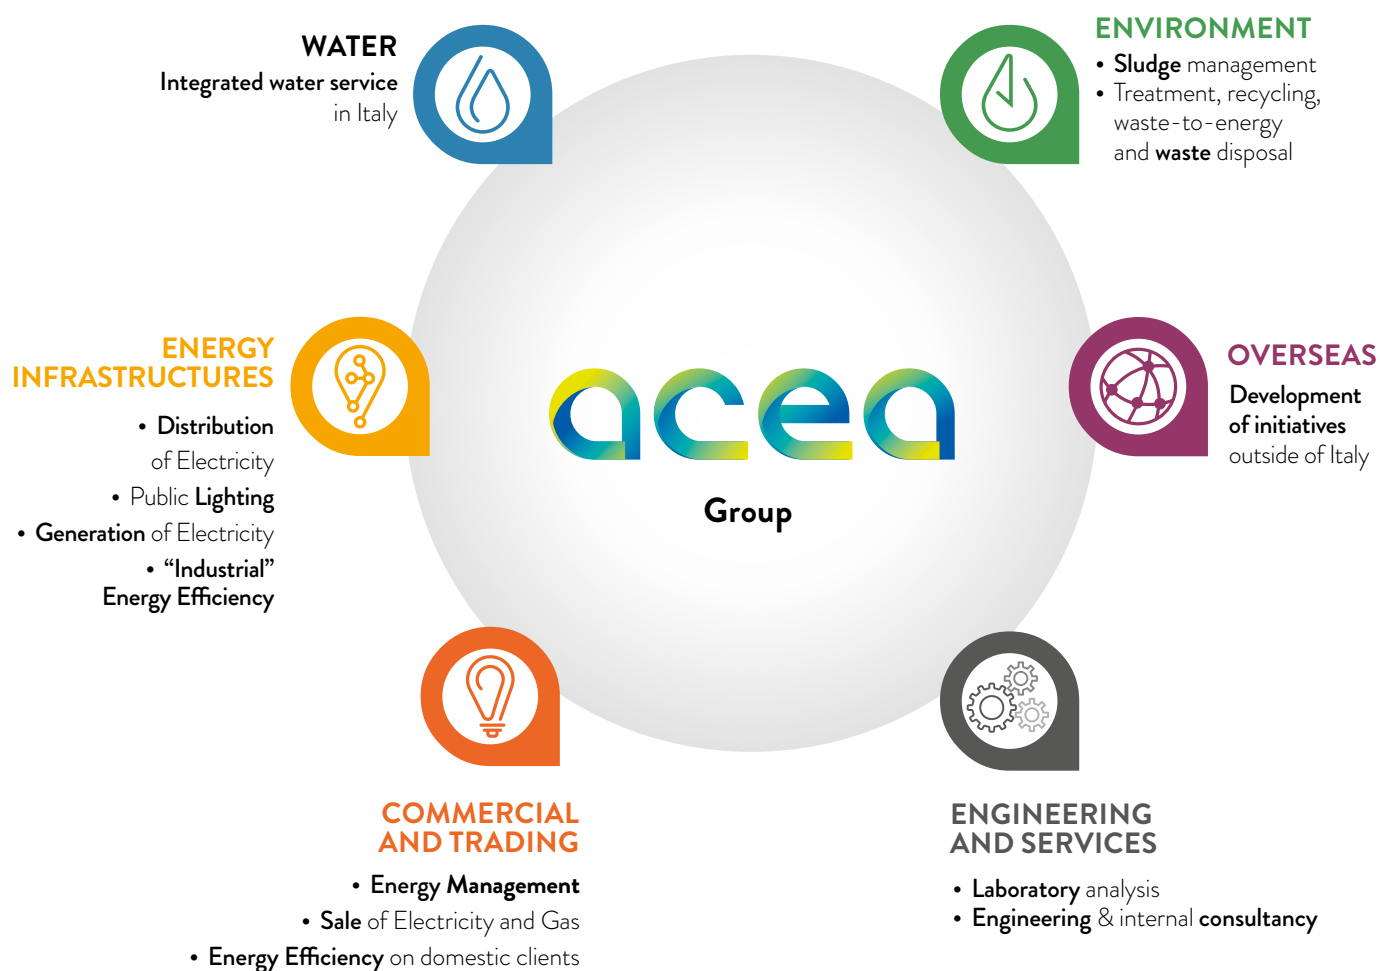 WATER
Integrated water service
in Italy
ENVIRONMENT
• Sludge management
• Treatment, recycling,
waste-to-energy
and waste disposal
ENERGY
INFRASTRUCTURES
• Distribution
of Electricity
• Public Lighting
• Generation of Electricity
• “Industrial”
Energy Efficiency
acea
Group
OVERSEAS
Development
of initiatives
outside of Italy
COMMERCIAL
AND TRADING
• Energy Management
• Sale of Electricity and Gas
• Energy Efficiency on domestic clients
ENGINEERING
AND SERVICES
• Laboratory analysis
• Engineering & internal consultancy